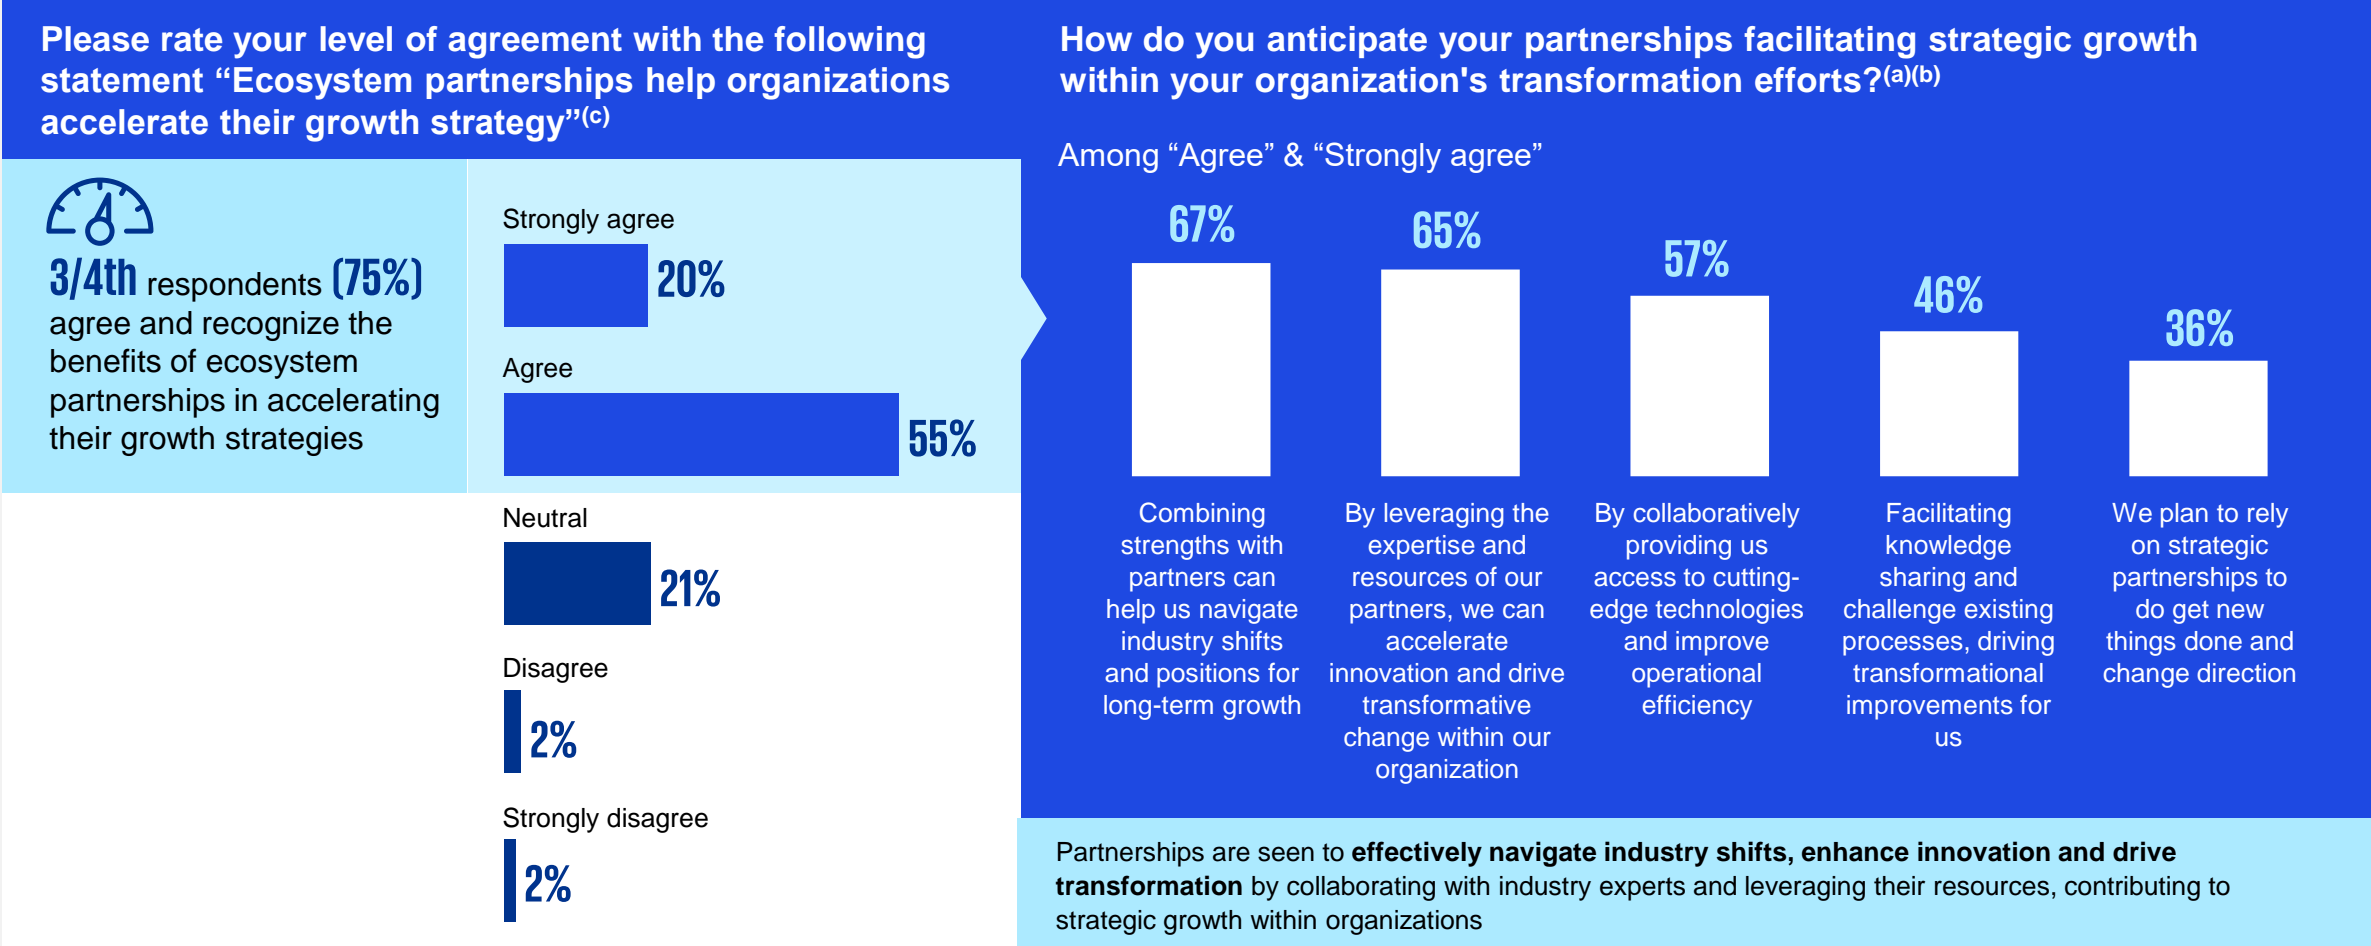 Please rate your level of agreement with the following
statement “Ecosystem partnerships help organizations
accelerate their growth strategy”(c)
3/4th respondents (75%)
agree and recognize the
benefits of ecosystem
partnerships in accelerating
their growth strategies
Strongly agree
20%
Agree
55%
Neutral
21%
Disagree
2%
Strongly disagree
2%
How do you anticipate your partnerships facilitating strategic growth
within your organization's transformation efforts?(a)(b)
Among “Agree” & “Strongly agree”
67%
Combining
strengths with
partners can
help us navigate
industry shifts
and positions for
long-term growth
65%
By leveraging the
expertise and
resources of our
partners, we can
accelerate
innovation and drive
transformative
change within our
organization
57%
By collaboratively
providing us
access to cutting-
edge technologies
and improve
operational
efficiency
46%
Facilitating
knowledge
sharing and
challenge existing
processes, driving
transformational
improvements for
us
36%
We plan to rely
on strategic
partnerships to
do get new
things done and
change direction
Partnerships are seen to effectively navigate industry shifts, enhance innovation and drive
transformation by collaborating with industry experts and leveraging their resources, contributing to
strategic growth within organizations